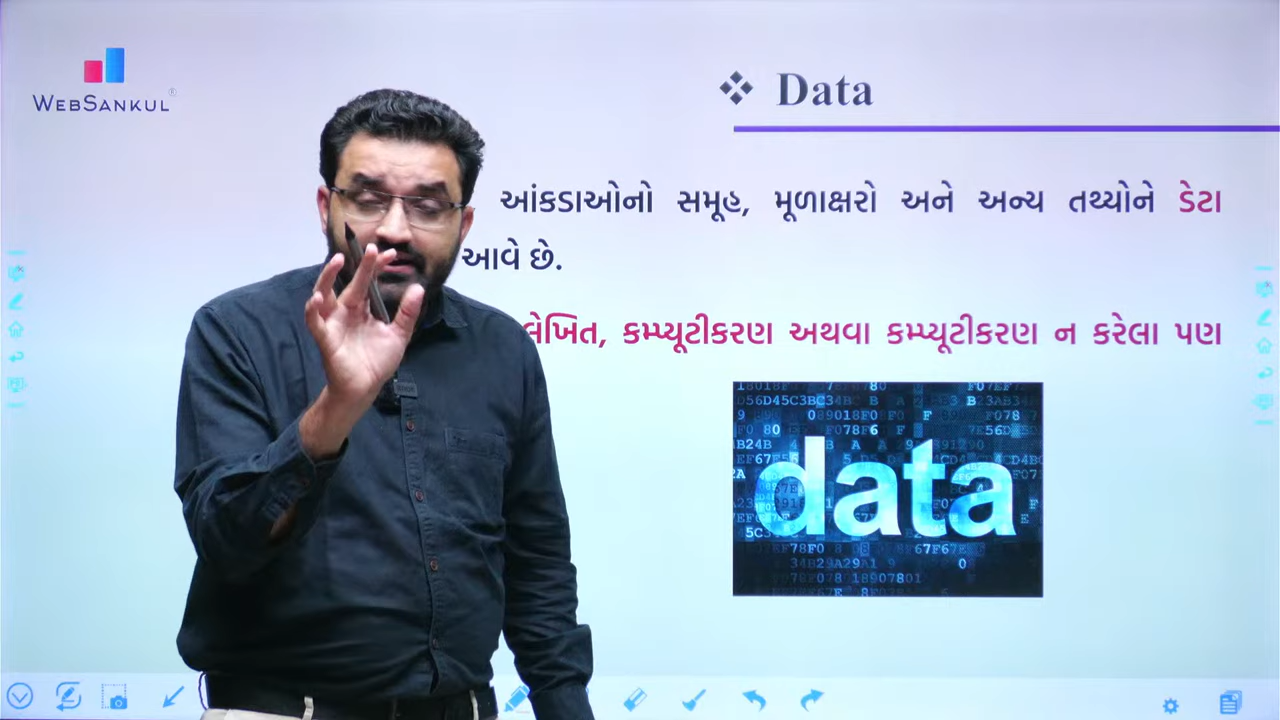 WEBSANKUL®
❖ Data
આંકડાઓનો સમૂહ, મૂળાક્ષરો અને અન્ય તથ્યોને ડેટા
આવે છે.
લેખિત, કમ્પ્યૂટીકરણ અથવા કમ્પ્યૂટીકરણ ન કરેલા પણ
data